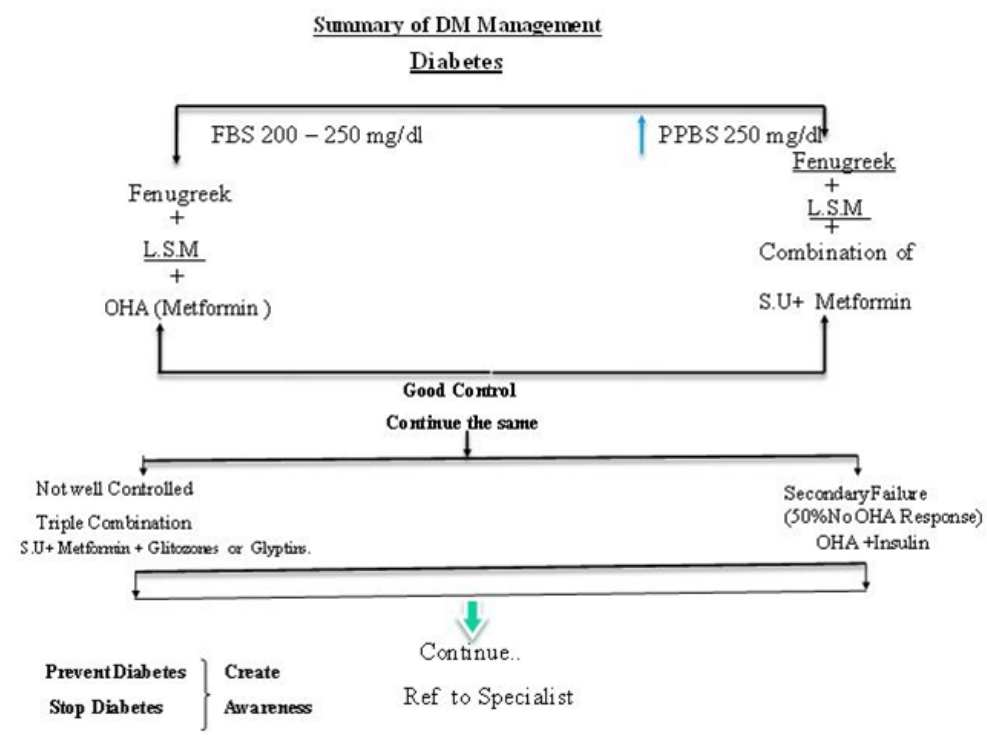 Summary of DM Management
Diabetes
FBS 200 – 250 mg/dl
PPBS 250 mg/dl
Fenugreek
+
L.S.M
+
OHA (Metformin )
Fenugreek
+
L.S.M
+
Combination of
S.U+ Metformin
Good Control
Continue the same
Not well Controlled
Triple Combination
S.U+ Metformin + Glitozones or Glyptins.
Secondary Failure
(50%No OHA Response)
OHA +Insulin
Continue..
Ref to Specialist
Prevent Diabetes
Stop Diabetes
Create
Awareness